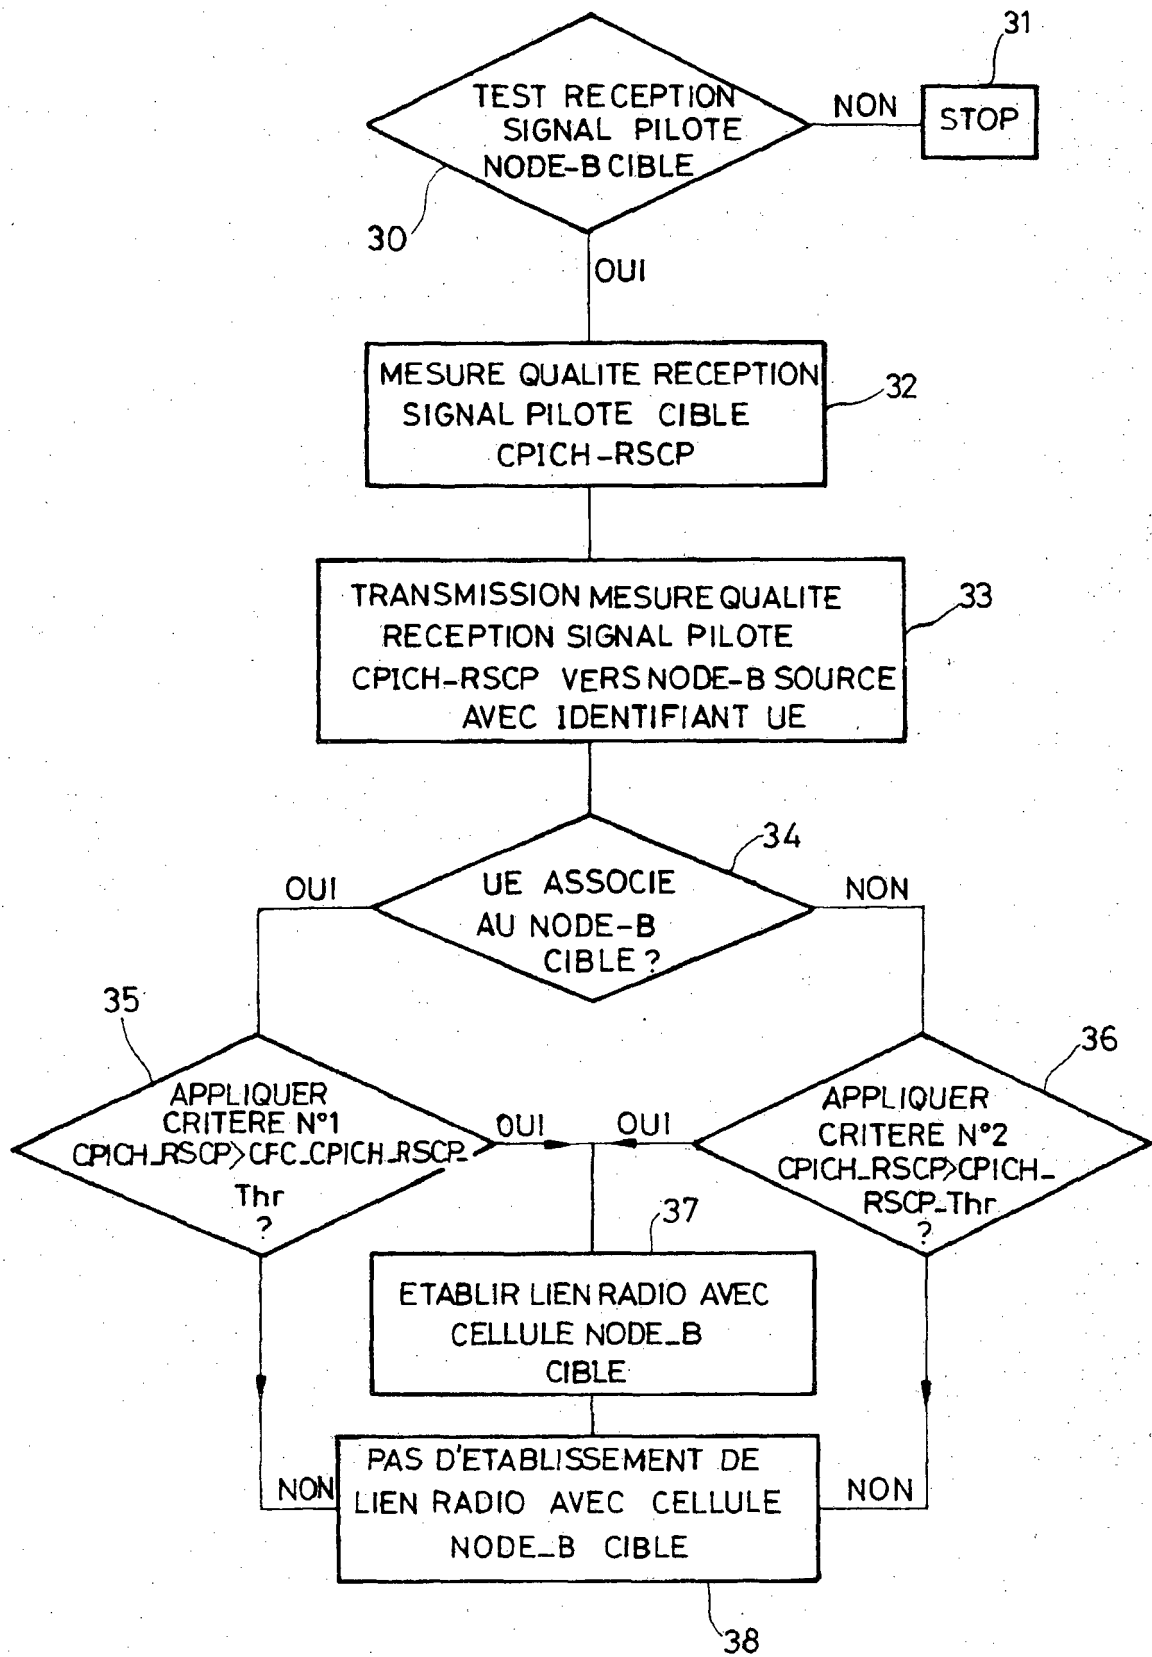 31
TEST RECEPTION
SIGNAL PILOTE
NODE-B CIBLE
NON
STOP
30
OUI
MESURE QUALITE RECEPTION
SIGNAL PILOTE CIBLE
CPICH-RSCP
32
TRANSMISSION MESURE QUALITE
RECEPTION SIGNAL PILOTE
CPICH-RSCP VERS NODE-B SOURCE
AVEC IDENTIFIANT UE
33
34
UE ASSOCIE
AU NODE-B
CIBLE ?
OUI
NON
35
APPLIQUER
CRITERE N°1
CPICH_RSCP>CFC_CPICH_RSCP_
Thr
?
OUI
OUI
36
APPLIQUER
CRITERE N°2
CPICH_RSCP>CPICH_
RSCP_Thr
?
37
ETABLIR LIEN RADIO AVEC
CELLULE NODE_B
CIBLE
NON
PAS D'ETABLISSEMENT DE
LIEN RADIO AVEC CELLULE
NODE_B CIBLE
NON
38